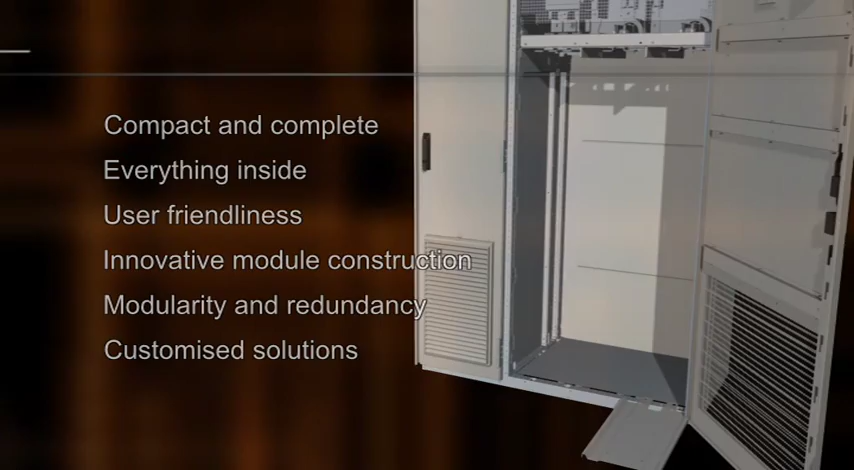 Compact and complete
Everything inside
User friendliness
Innovative module construction
Modularity and redundancy
Customised solutions